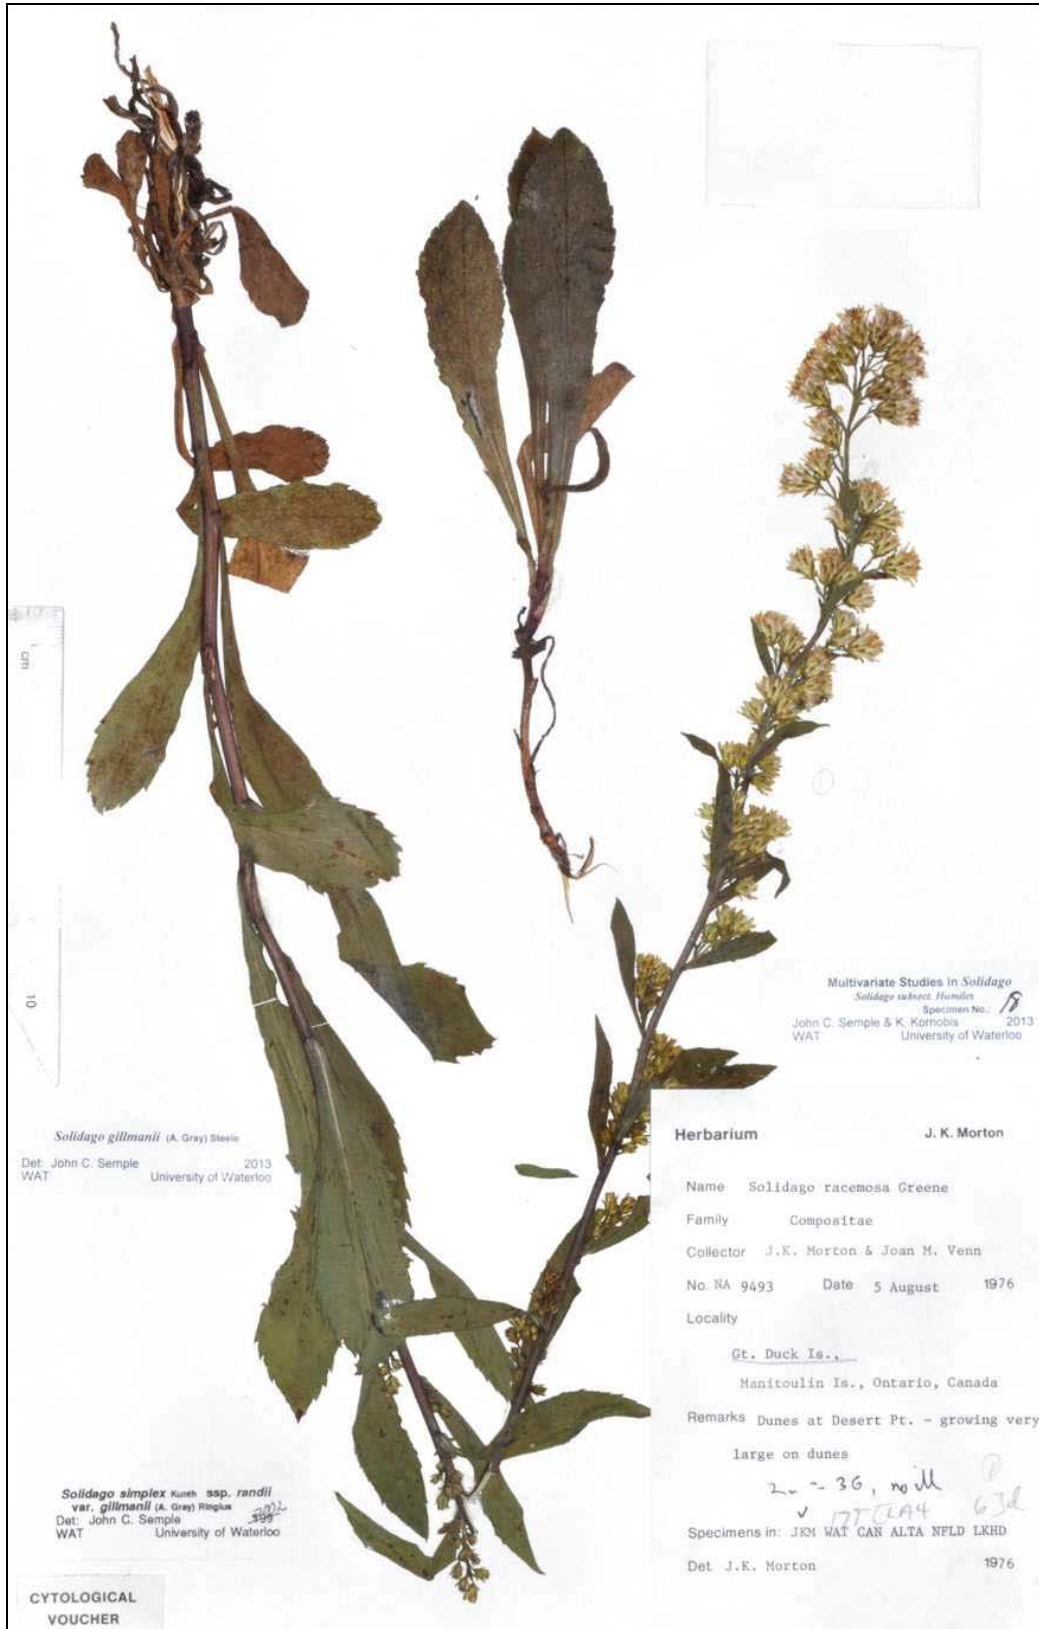 cm
10
Multivariate Studies in Solidago
Solidago subsect. Humiles
Specimen No.: 18
John C. Semple & K. Kornobis 2013
WAT University of Waterloo
Solidago gillmanii (A. Gray) Steele
Det: John C. Semple 2013
WAT University of Waterloo
Herbarium J. K. Morton
Name Solidago racemosa Greene
Family Compositae
Collector J.K. Morton & Joan M. Venn
No. NA 9493 Date 5 August 1976
Locality
Gt. Duck Is.,
Manitoulin Is., Ontario, Canada
Remarks Dunes at Desert Pt. - growing very
large on dunes
36, no ill
Specimens in: JKM WAT CAN ALTA NFLD LKHD
Det. J.K. Morton 1976
Solidago simplex Kunth ssp. randii
var. gillmanii (A. Gray) Ringius
Det: John C. Semple 2002
WAT University of Waterloo
CYTOLOGICAL
VOUCHER